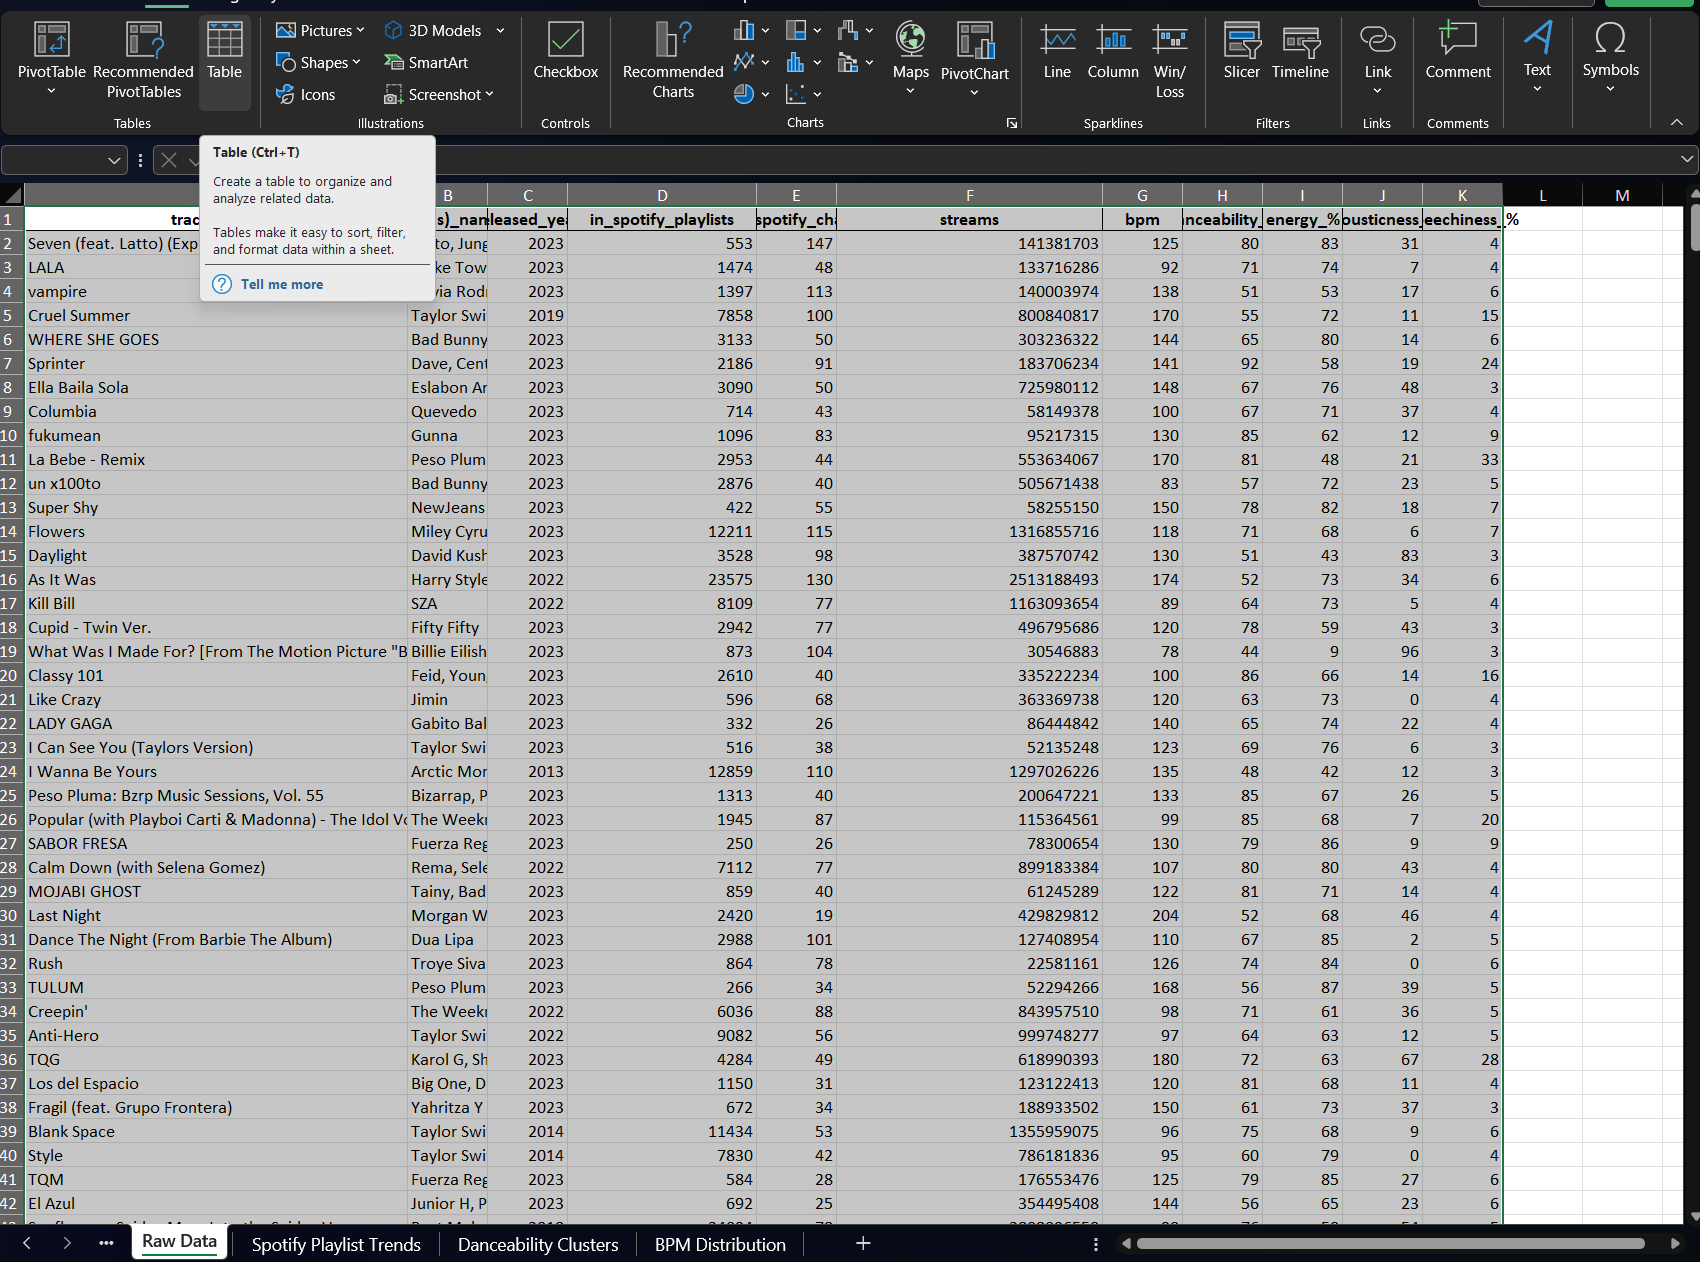 PivotTable
Recommended PivotTables
Table
Tables
Pictures
Shapes
Icons
3D Models
SmartArt
Screenshot
Illustrations
Checkbox
Controls
Recommended Charts
Maps
PivotChart
Charts
Line
Column
Win/Loss
Sparklines
Slicer
Timeline
Filters
Link
Links
Comment
Comments
Text
Symbols
Table (Ctrl+T)
Create a table to organize and
analyze related data.
Tables make it easy to sort, filter,
and format data within a sheet.
Tell me more
B C D E F G H I J K L M
1 trac s)_nam leased_yea in_spotify_playlists spotify_cha streams bpm nceability_ energy_% ousticness_ eechiness_%
2 Seven (feat. Latto) (Exp to, Jung 2023 553 147 141381703 125 80 83 31 4
3 LALA ke Tow 2023 1474 48 133716286 92 71 74 7 4
4 vampire via Rodr 2023 1397 113 140003974 138 51 53 17 6
5 Cruel Summer Taylor Swi 2019 7858 100 800840817 170 55 72 11 15
6 WHERE SHE GOES Bad Bunny 2023 3133 50 303236322 144 65 80 14 6
7 Sprinter Dave, Cent 2023 2186 91 183706234 141 92 58 19 24
8 Ella Baila Sola Eslabon Ar 2023 3090 50 725980112 148 67 76 48 3
9 Columbia Quevedo 2023 714 43 58149378 100 67 71 37 4
10 fukumean Gunna 2023 1096 83 95217315 130 85 62 12 9
11 La Bebe - Remix Peso Plum 2023 2953 44 553634067 170 81 48 21 33
12 un x100to Bad Bunny 2023 2876 40 505671438 83 57 72 23 5
13 Super Shy NewJeans 2023 422 55 58255150 150 78 82 18 7
14 Flowers Miley Cyru 2023 12211 115 1316855716 118 71 68 6 7
15 Daylight David Kush 2023 3528 98 387570742 130 51 43 83 3
16 As It Was Harry Style 2022 23575 130 2513188493 174 52 73 34 6
17 Kill Bill SZA 2022 8109 77 1163093654 89 64 73 5 4
18 Cupid - Twin Ver. Fifty Fifty 2023 2942 77 496795686 120 78 59 43 3
19 What Was I Made For? [From The Motion Picture "B Billie Eilish 2023 873 104 30546883 78 44 9 96 3
20 Classy 101 Feid, Youn 2023 2610 40 335222234 100 86 66 14 16
21 Like Crazy Jimin 2023 596 68 363369738 120 63 73 0 4
22 LADY GAGA Gabito Bal 2023 332 26 86444842 140 65 74 22 4
23 I Can See You (Taylors Version) Taylor Swi 2023 516 38 52135248 123 69 76 6 3
24 I Wanna Be Yours Arctic Mon 2013 12859 110 1297026226 135 48 42 12 3
25 Peso Pluma: Bzrp Music Sessions, Vol. 55 Bizarrap, P 2023 1313 40 200647221 133 85 67 26 5
26 Popular (with Playboi Carti & Madonna) - The Idol Vo The Weekn 2023 1945 87 115364561 99 85 68 7 20
27 SABOR FRESA Fuerza Reg 2023 250 26 78300654 130 79 86 9 9
28 Calm Down (with Selena Gomez) Rema, Sele 2022 7112 77 899183384 107 80 80 43 4
29 MOJABI GHOST Tainy, Bad 2023 859 40 61245289 122 81 71 14 4
30 Last Night Morgan W 2023 2420 19 429829812 204 52 68 46 4
31 Dance The Night (From Barbie The Album) Dua Lipa 2023 2988 101 127408954 110 67 85 2 5
32 Rush Troye Siva 2023 864 78 22581161 126 74 84 0 6
33 TULUM Peso Plum 2023 266 34 52294266 168 56 87 39 5
34 Creepin' The Weekn 2022 6036 88 843957510 98 71 61 36 5
35 Anti-Hero Taylor Swi 2022 9082 56 999748277 97 64 63 12 5
36 TQG Karol G, Sh 2023 4284 49 618990393 180 72 63 67 28
37 Los del Espacio Big One, D 2023 1150 31 123122413 120 81 68 11 4
38 Fragil (feat. Grupo Frontera) Yahritza Y 2023 672 34 188933502 150 61 73 37 3
39 Blank Space Taylor Swi 2014 11434 53 1355959075 96 75 68 9 6
40 Style Taylor Swi 2014 7830 42 786181836 95 60 79 0 4
41 TQM Fuerza Reg 2023 584 28 176553476 125 79 85 27 6
42 El Azul Junior H, P 2023 692 25 354495408 144 56 65 23 6
Raw Data Spotify Playlist Trends Danceability Clusters BPM Distribution